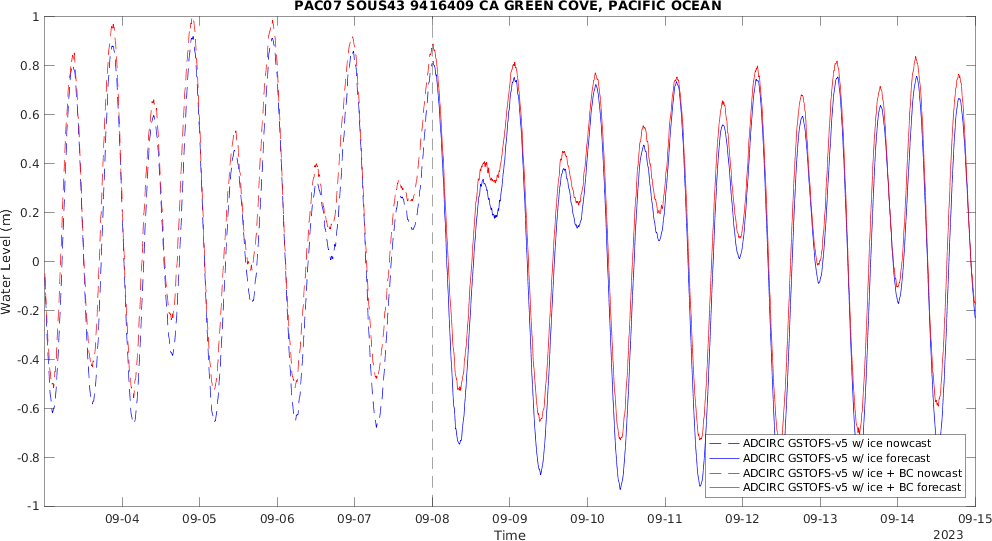 PAC07 SOUS43 9416409 CA GREEN COVE, PACIFIC OCEAN
Water Level (m)
1
0.8
0.6
0.4
0.2
0
-0.2
-0.4
-0.6
-0.8
-1
ADCIRC GSTOFS-v5 w/ ice nowcast
ADCIRC GSTOFS-v5 w/ ice forecast
ADCIRC GSTOFS-v5 w/ ice + BC nowcast
ADCIRC GSTOFS-v5 w/ ice + BC forecast
09-04 09-05 09-06 09-07 09-08 09-09 09-10 09-11 09-12 09-13 09-14 09-15
Time
2023